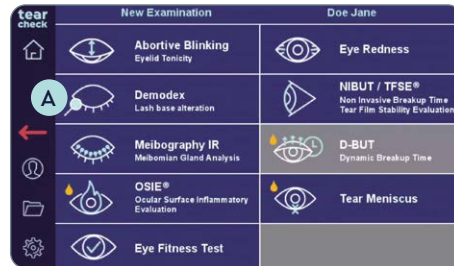 tear
check
New Examination
Doe Jane
Abortive Blinking
Eyelid Tonicity
Eye Redness
A
Demodex
Lash base alteration
NIBUT / TFSE®
Non Invasive Breakup Time
Tear Film Stability Evaluation
Meibography IR
Meibomian Gland Analysis
D-BUT
Dynamic Breakup Time
OSIE®
Ocular Surface Inflammatory
Evaluation
Tear Meniscus
Eye Fitness Test